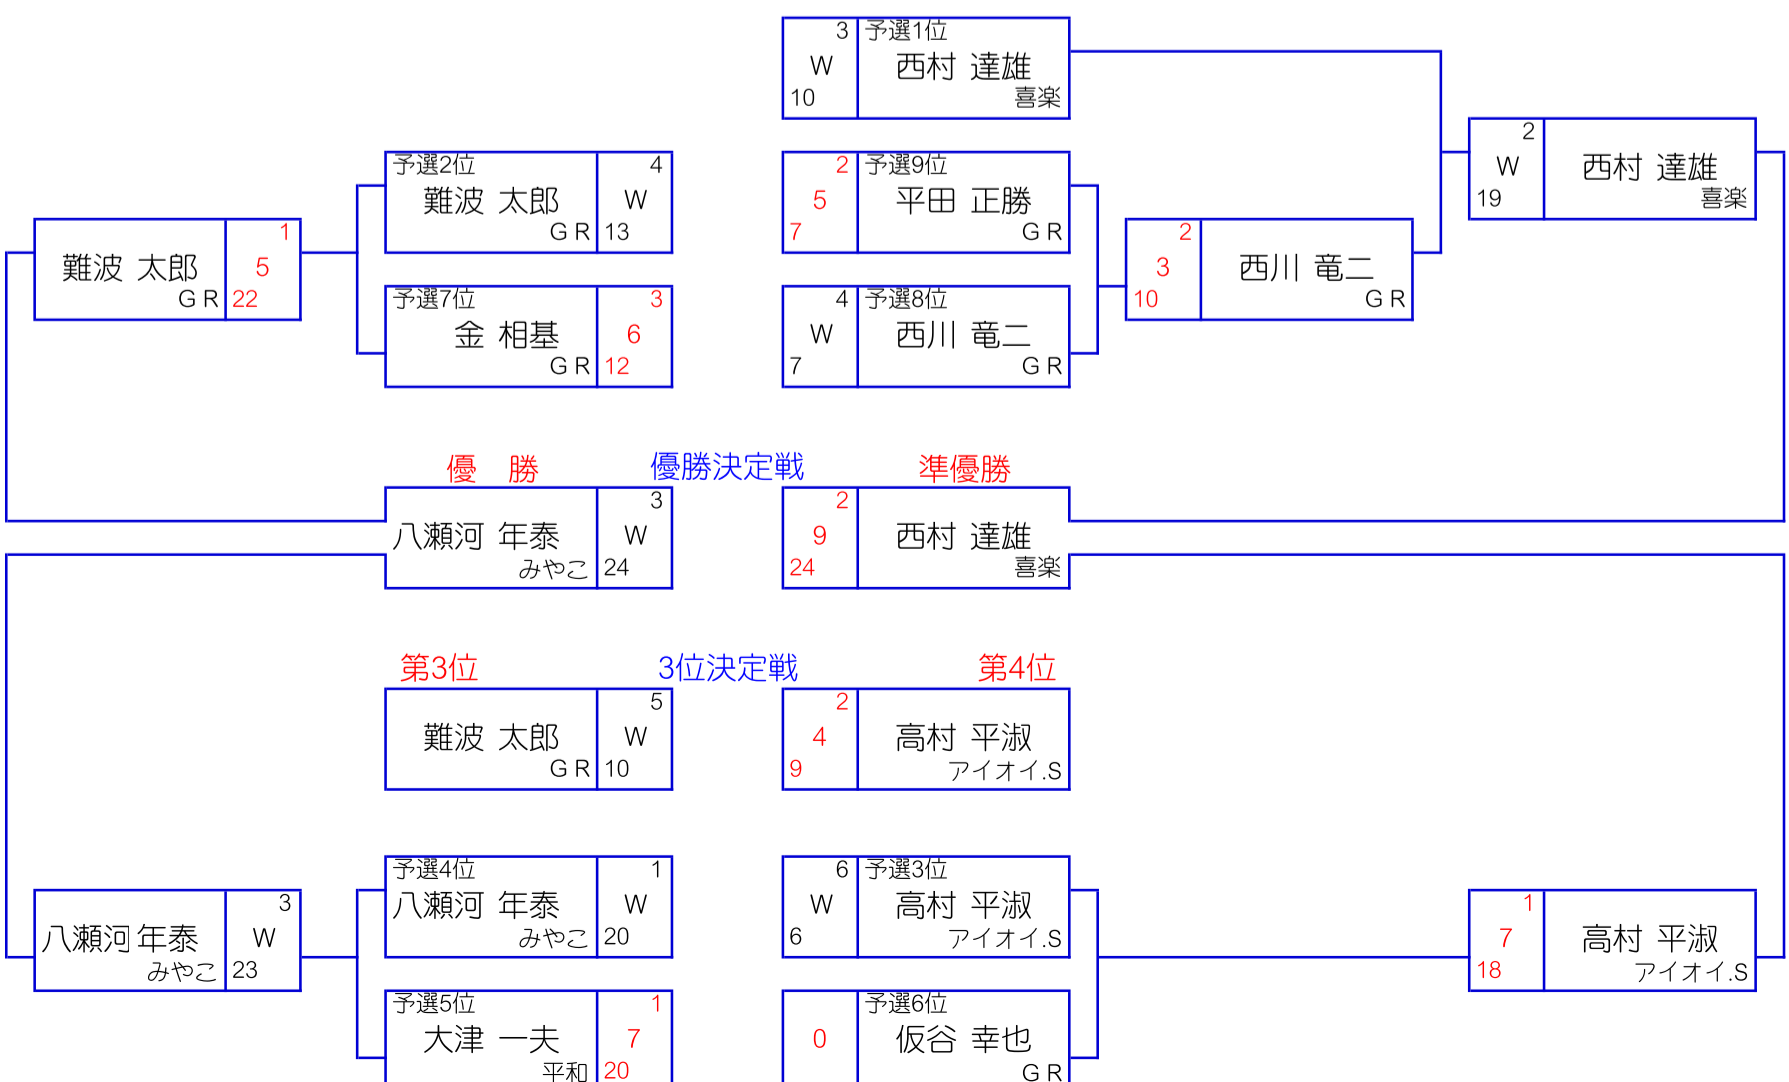 3 予選1位
W 西村 達雄
10 喜楽
2
W 西村 達雄
19 喜楽
予選2位 4
難波 太郎 W
G R 13
2 予選9位
5 平田 正勝
7 G R
1
難波 太郎 5
G R 22
2
3 西川 竜二
10 G R
予選7位 3
金 相基 6
G R 12
4 予選8位
W 西川 竜二
7 G R
優 勝 優勝決定戦 準優勝
3
八瀬河 年泰 W
みやこ 24
2
9 西村 達雄
24 喜楽
第3位 3位決定戦 第4位
5
難波 太郎 W
G R 10
2
4 高村 平淑
9 アイオイ.S
予選4位 1
八瀬河 年泰 W
みやこ 20
6 予選3位
W 高村 平淑
6 アイオイ.S
3
八瀬河 年泰 W
みやこ 23
1
7 高村 平淑
18 アイオイ.S
予選5位 1
大津 一夫 7
平和 20
予選6位
0 仮谷 幸也
G R